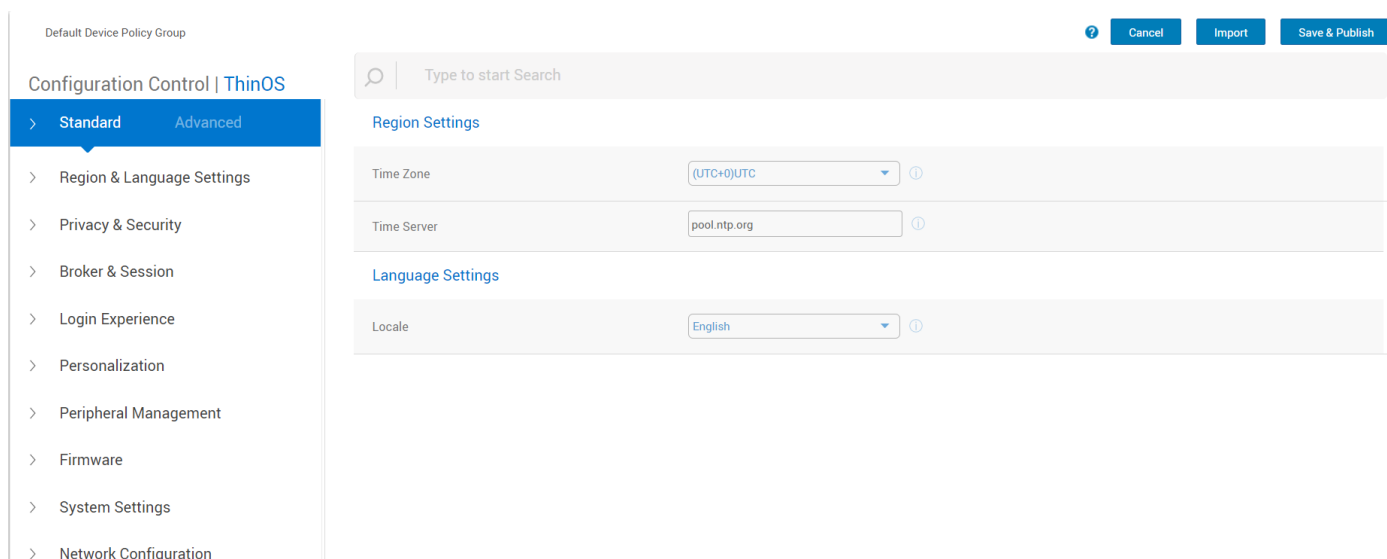 Default Device Policy Group
Cancel
Import
Save & Publish
Configuration Control | ThinOS
Type to start Search
Standard Advanced
Region & Language Settings
Privacy & Security
Broker & Session
Login Experience
Personalization
Peripheral Management
Firmware
System Settings
Network Configuration
Region Settings
Time Zone (UTC+0)UTC
Time Server pool.ntp.org
Language Settings
Locale English